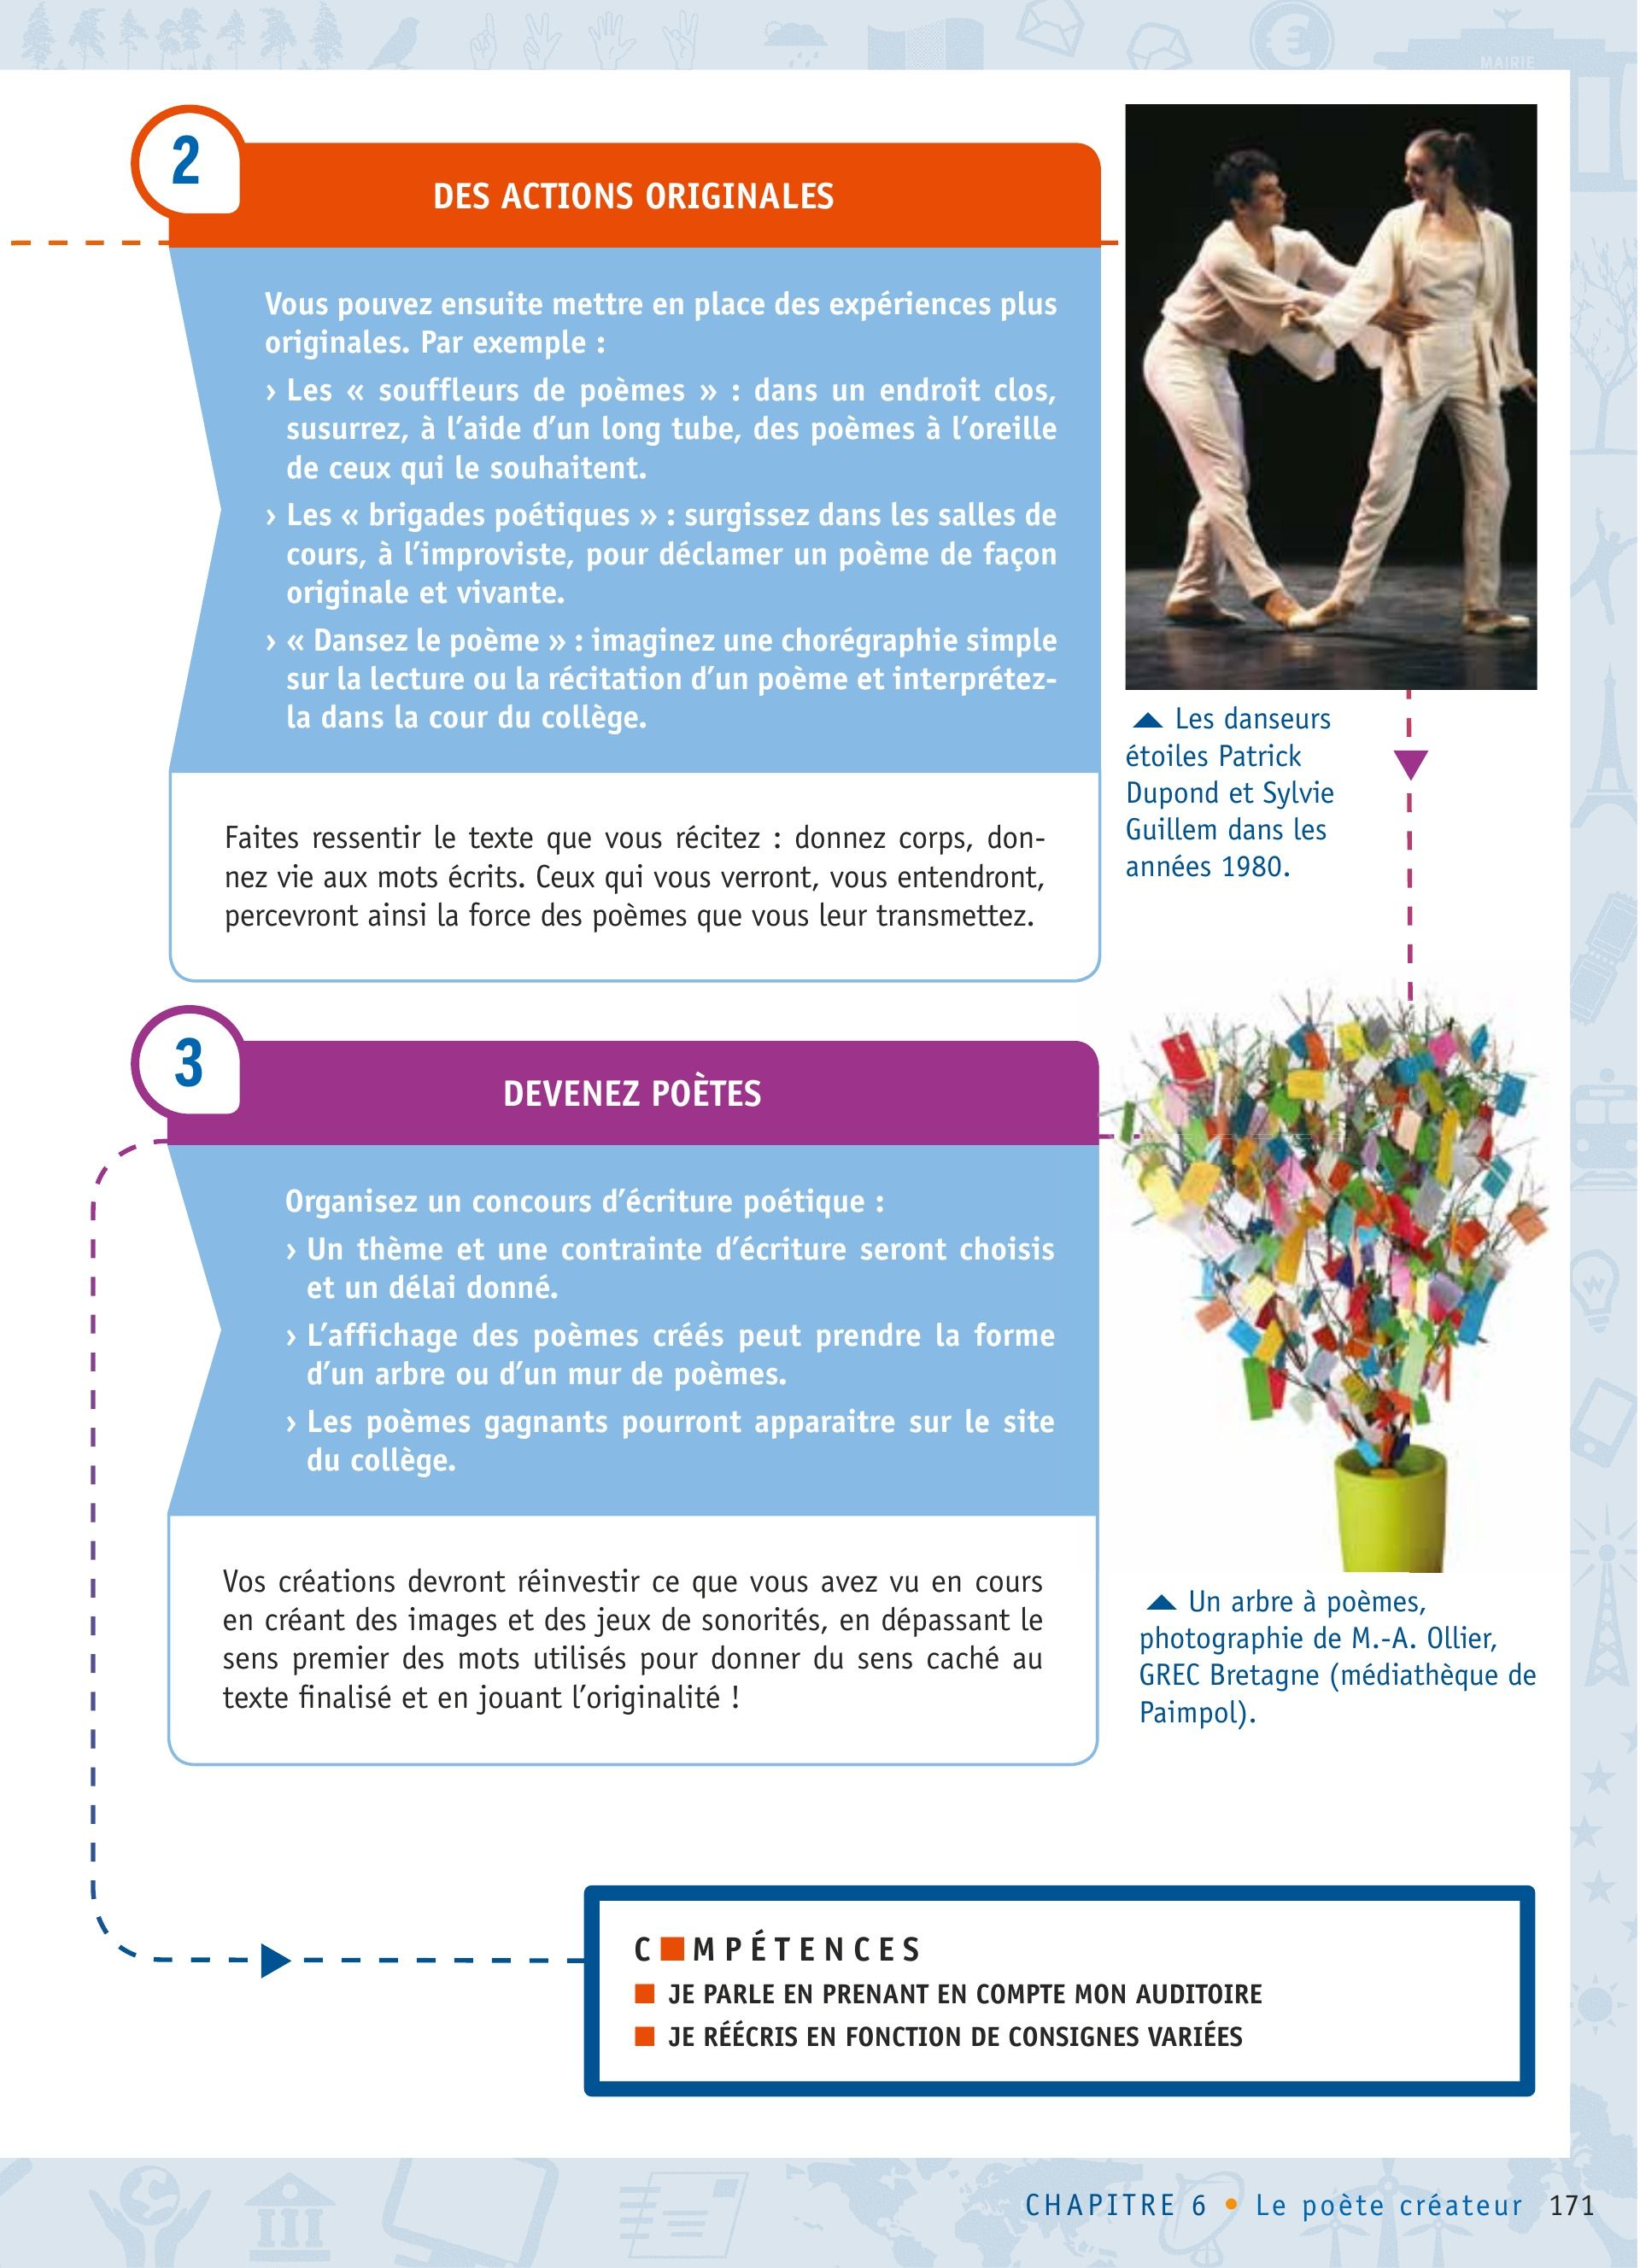 MAIRIE
2
DES ACTIONS ORIGINALES
Vous pouvez ensuite mettre en place des expériences plus
originales. Par exemple :
› Les « souffleurs de poèmes » : dans un endroit clos,
susurrez, à l’aide d’un long tube, des poèmes à l’oreille
de ceux qui le souhaitent.
› Les « brigades poétiques » : surgissez dans les salles de
cours, à l’improviste, pour déclamer un poème de façon
originale et vivante.
› « Dansez le poème » : imaginez une chorégraphie simple
sur la lecture ou la récitation d’un poème et interprétez-
la dans la cour du collège.
Faites ressentir le texte que vous récitez : donnez corps, don-
nez vie aux mots écrits. Ceux qui vous verront, vous entendront,
percevront ainsi la force des poèmes que vous leur transmettez.
Les danseurs
étoiles Patrick
Dupond et Sylvie
Guillem dans les
années 1980.
3
DEVENEZ POÈTES
Organisez un concours d’écriture poétique :
› Un thème et une contrainte d’écriture seront choisis
et un délai donné.
› L’affichage des poèmes créés peut prendre la forme
d’un arbre ou d’un mur de poèmes.
› Les poèmes gagnants pourront apparaitre sur le site
du collège.
Vos créations devront réinvestir ce que vous avez vu en cours
en créant des images et des jeux de sonorités, en dépassant le
sens premier des mots utilisés pour donner du sens caché au
texte finalisé et en jouant l’originalité !
Un arbre à poèmes,
photographie de M.-A. Ollier,
GREC Bretagne (médiathèque de
Paimpol).
C■MPÉTENCES
■ JE PARLE EN PRENANT EN COMPTE MON AUDITOIRE
■ JE RÉÉCRIS EN FONCTION DE CONSIGNES VARIÉES
CHAPITRE 6 • Le poète créateur 171